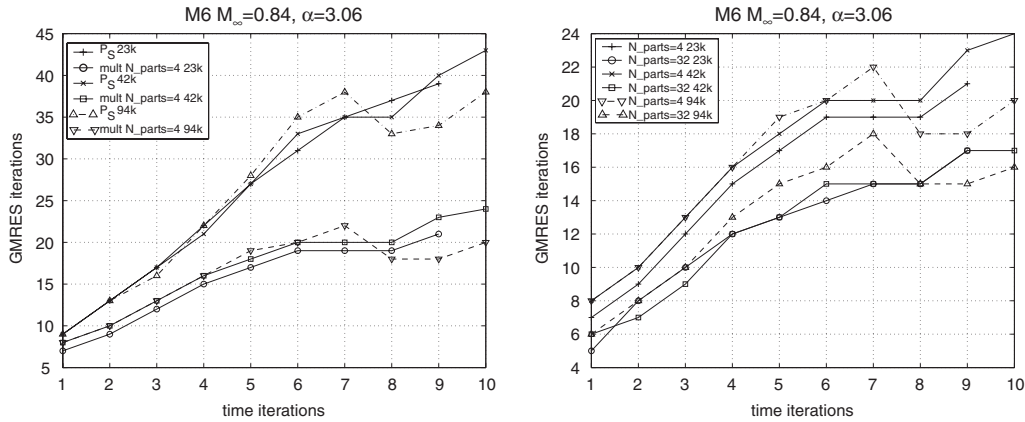 M6 M∞=0.84, α=3.06
45
40
35
30
25
20
15
10
5
GMRES iterctions
P_S 23k
mult N_parts=4 23k
P_S 42k
mult N_parts=4 42k
P_S 94k
mult N_parts=4 94k
1 2 3 4 5 6 7 8 9 10
time iterctions
M6 M∞=0.84, α=3.06
24
22
20
18
16
14
12
10
8
6
4
GMRES iterctions
N_parts=4 23k
N_parts=32 23k
N_parts=4 42k
N_parts=32 42k
N_parts=4 94k
N_parts=32 94k
1 2 3 4 5 6 7 8 9 10
time iterctions